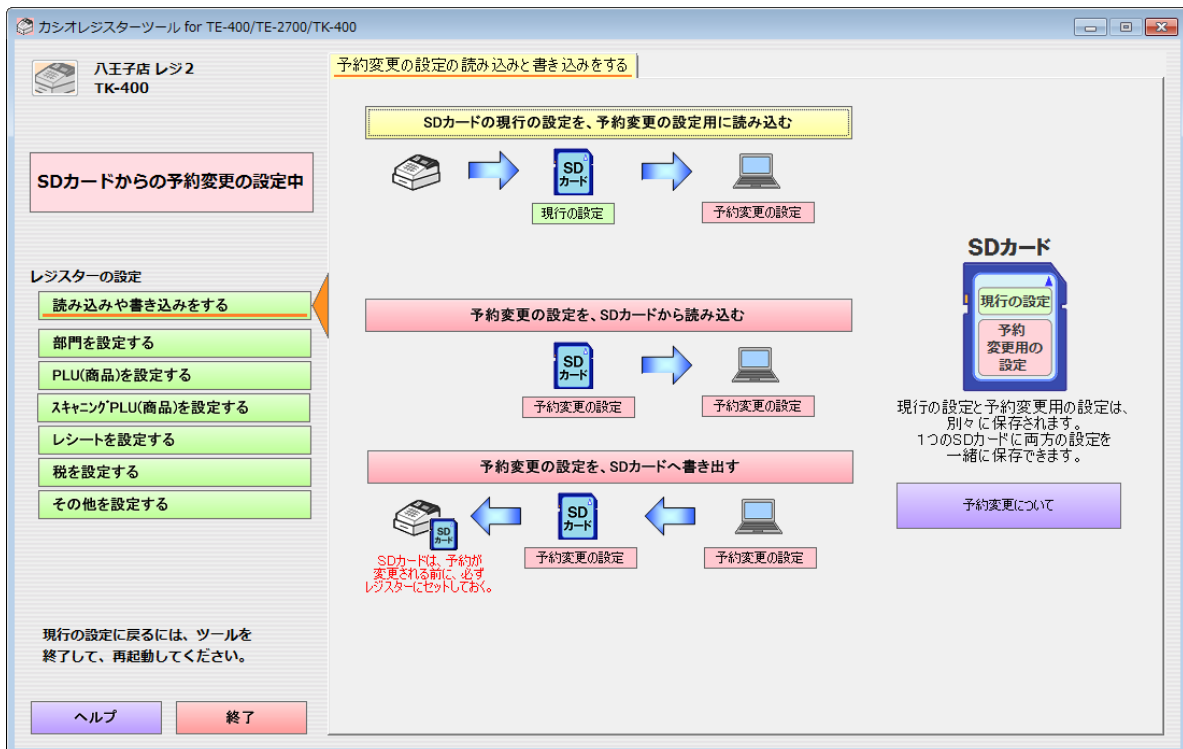 カシオレジスターツール for TE-400/TE-2700/TK-400
八王子店 レジ2
TK-400
SDカードからの予約変更の設定中
レジスターの設定
読み込みや書き込みをする
部門を設定する
PLU(商品)を設定する
スキャニングPLU(商品)を設定する
レシートを設定する
税を設定する
その他を設定する
現行の設定に戻るには、ツールを
終了して、再起動してください。
ヘルプ
終了
予約変更の設定の読み込みと書き込みをする
SDカードの現行の設定を、予約変更の設定用に読み込む
SD
カード
現行の設定
予約変更の設定
予約変更の設定を、SDカードから読み込む
SD
カード
予約変更の設定
予約変更の設定
予約変更の設定を、SDカードへ書き出す
SD
カード
SD
カード
SDカードは、予約が
変更される前に、必ず
レジスターにセットしておく。
予約変更の設定
予約変更の設定
SDカード
現行の設定
予約
変更用の
設定
現行の設定と予約変更用の設定は、
別々に保存されます。
1つのSDカードに両方の設定を
一緒に保存できます。
予約変更について